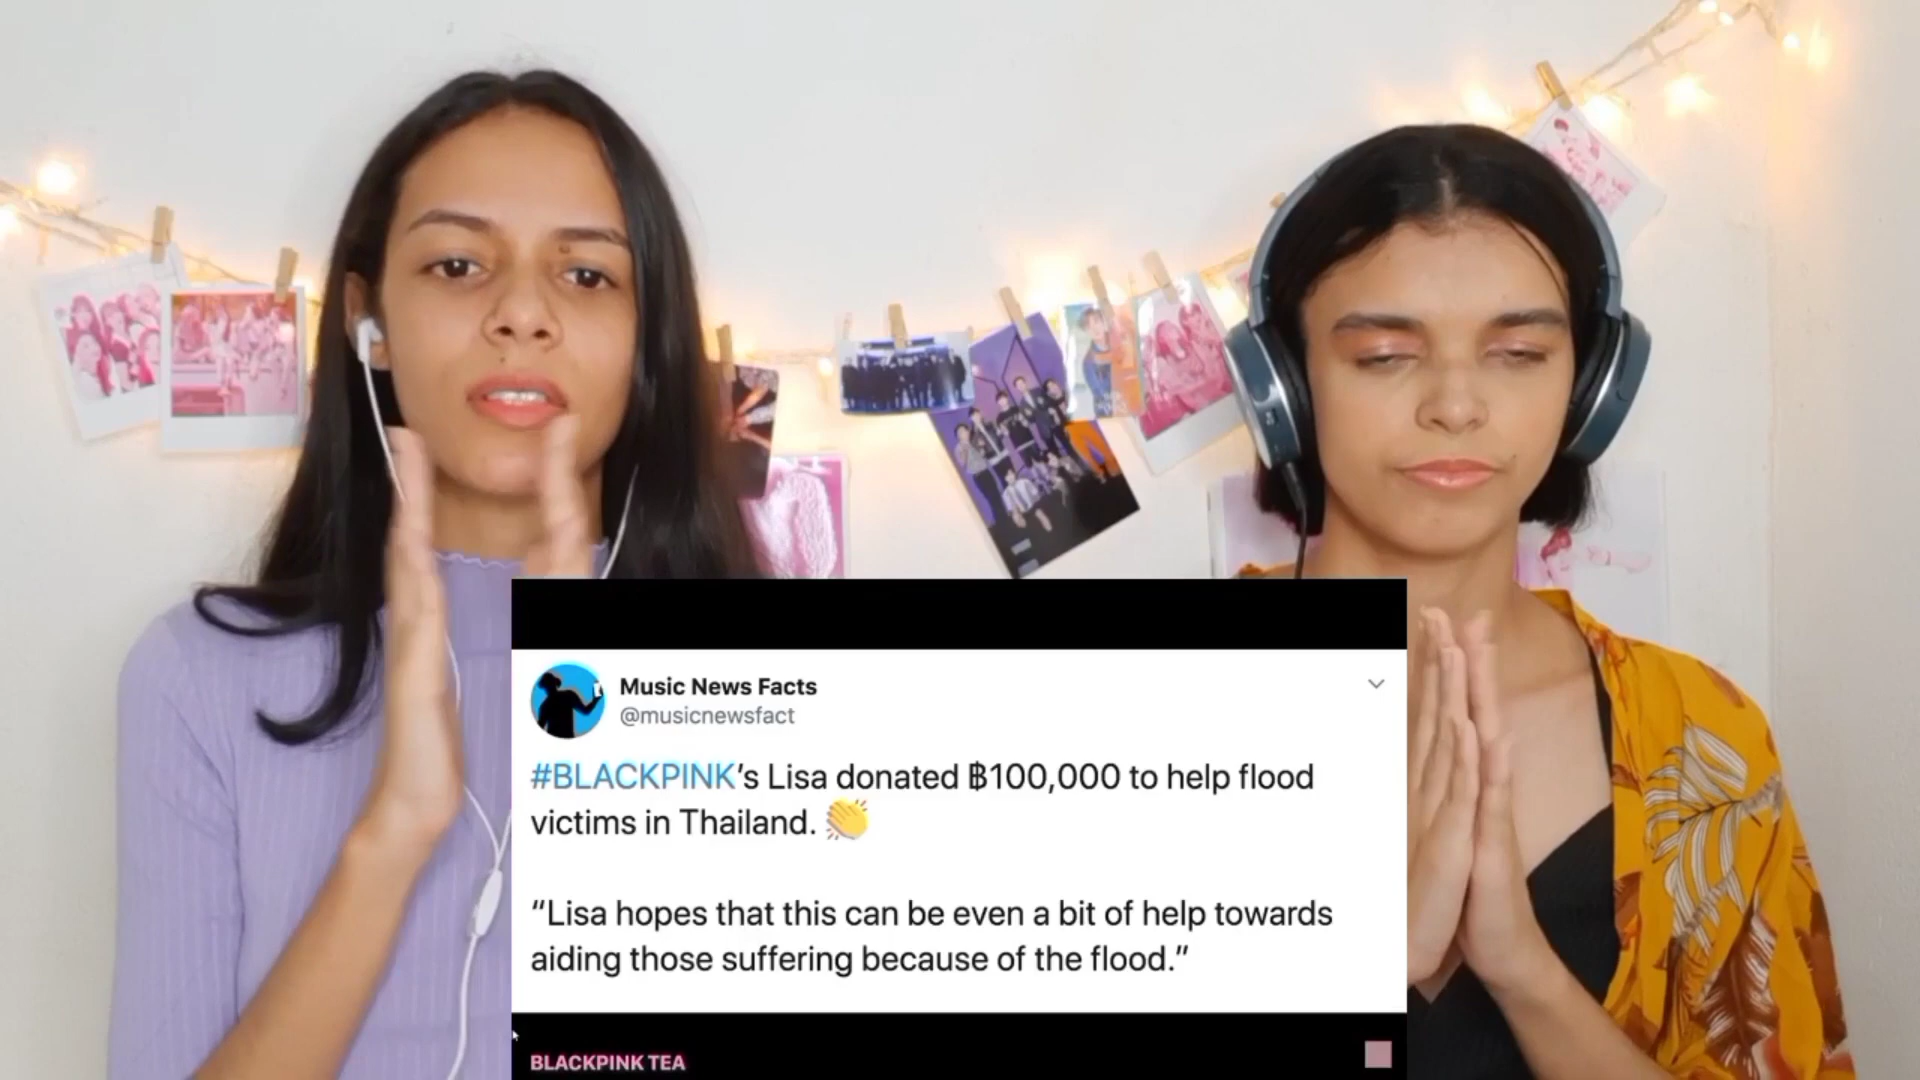 Music News Facts
@musicnewsfact
#BLACKPINK’s Lisa donated ฿100,000 to help flood
victims in Thailand. 👏
“Lisa hopes that this can be even a bit of help towards
aiding those suffering because of the flood.”
BLACKPINK TEA